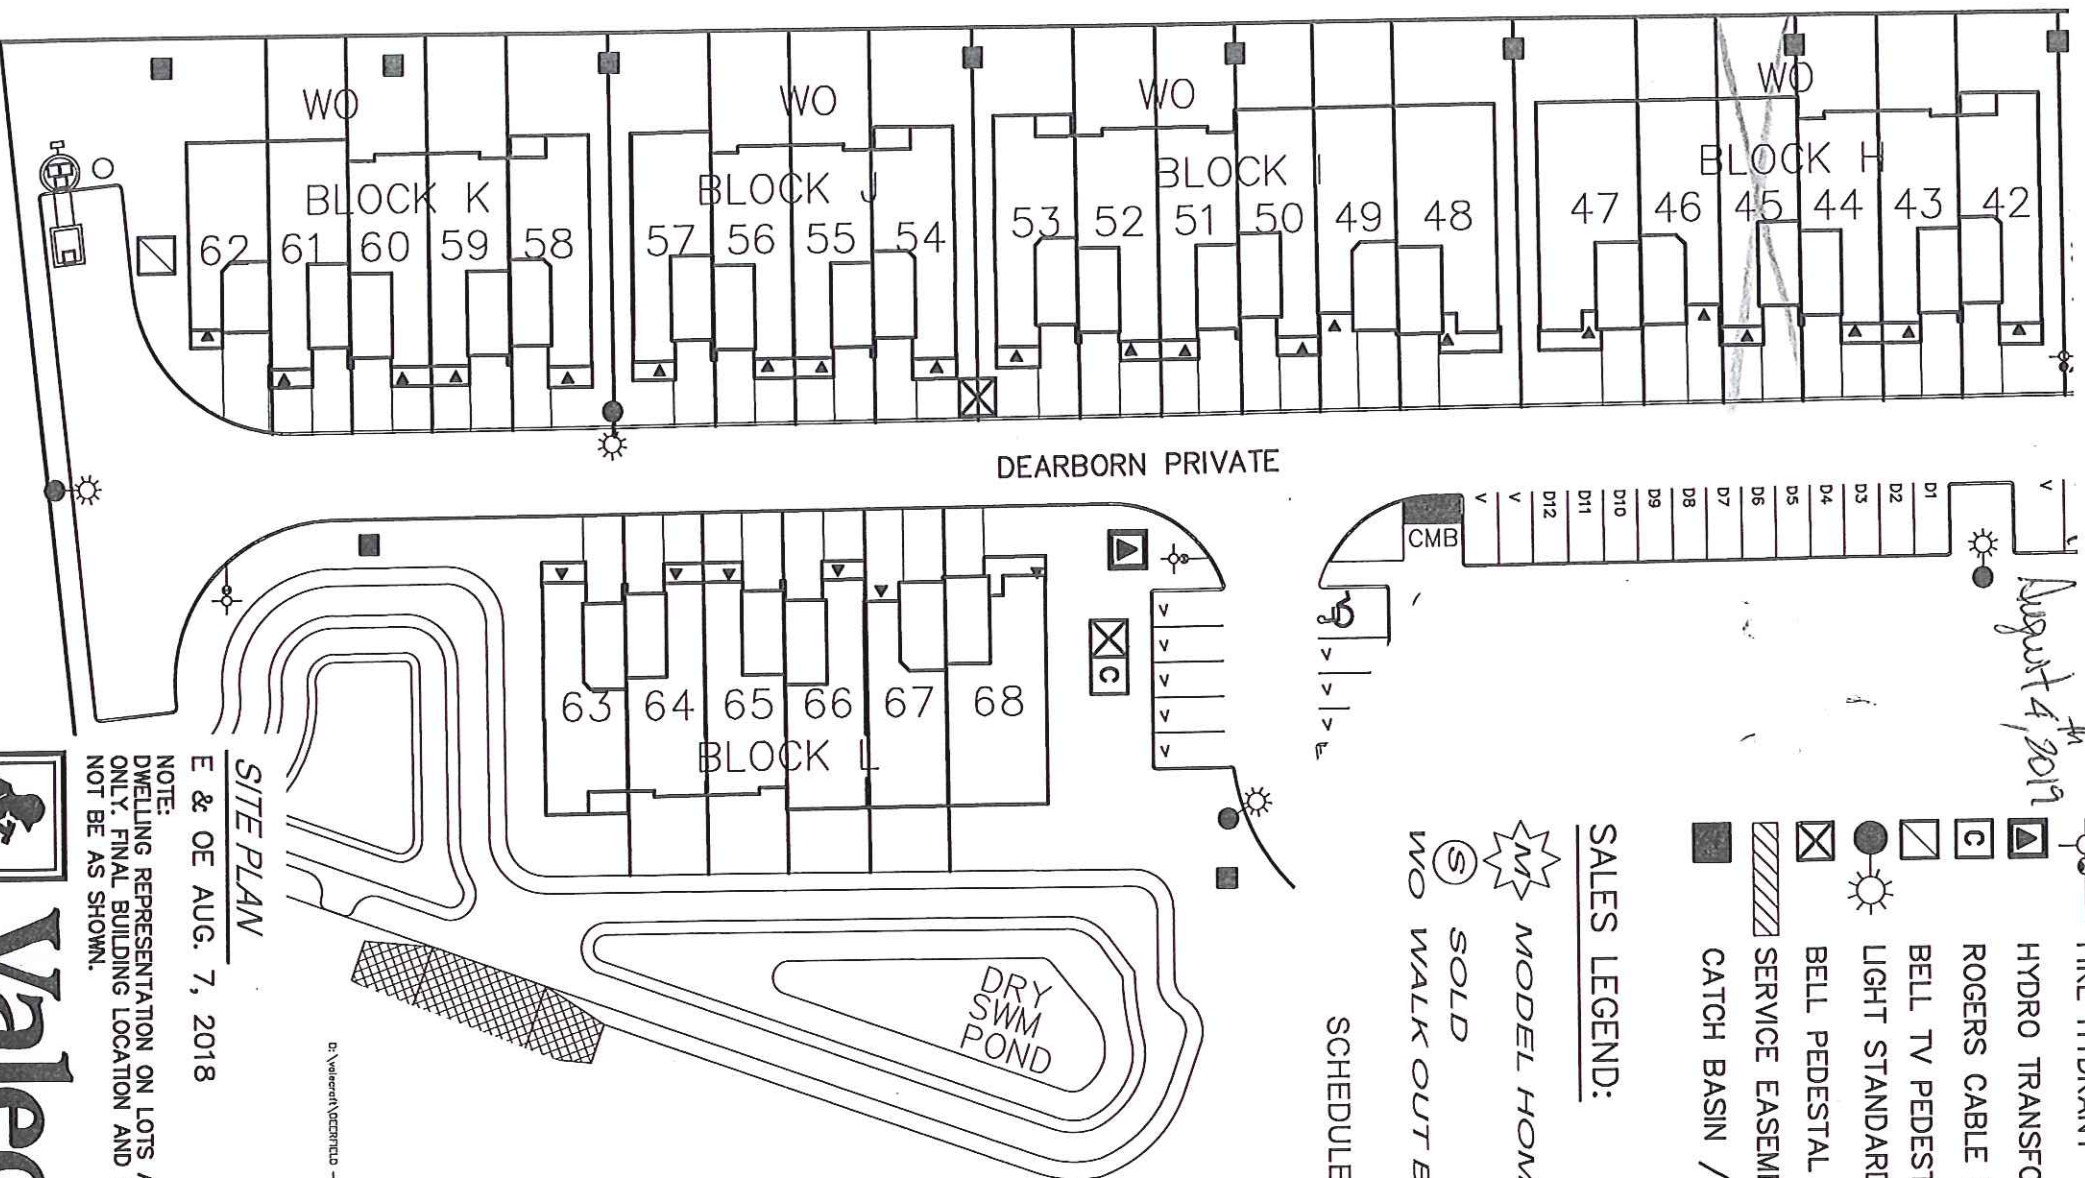 WO
WO
WO
WO
BLOCK K
BLOCK J
BLOCK I
BLOCK H
62 61 60 59 58
57 56 55 54
53 52 51 50 49 48
47 46 45 44 43 42
DEARBORN PRIVATE
CMB
V V D12 D11 D10 D9 D8 D7 D6 D5 D4 D3 D2 D1
V
V
V
V
V
V
V
V
V
C
63 64 65 66 67 68
BLOCK L
DRY
SWM
POND
August 4th, 2019
HYDRO TRANSFO
C ROGERS CABLE
BELL TV PEDEST
LIGHT STANDARD
BELL PEDESTAL
SERVICE EASEM
CATCH BASIN /
SALES LEGEND:
M MODEL HOM
S SOLD
WO WALK OUT
SCHEDULE
SITE PLAN
E & OE AUG. 7, 2018
NOTE:
DWELLING REPRESENTATION ON LOTS
ONLY. FINAL BUILDING LOCATION AND
NOT BE AS SHOWN.
Valec